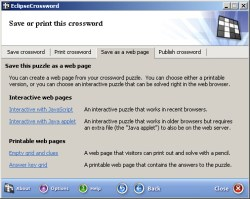 EclipseCrossword
Save or print this crossword
Save crossword Print crossword Save as a web page Publish crossword
Save this puzzle as a web page
You can create a web page from your crossword puzzle. You can choose either a printable
version, or you can choose an interactive puzzle that can be solved right in the web browser.
Interactive web pages
Interactive with JavaScript An interactive puzzle that works in recent browsers.
Interactive with Java applet An interactive puzzle that works in older browsers but requires
an extra file (the "Java applet") to also be on the web server.
Printable web pages
Empty grid and clues A web page that visitors can print out and solve with a pencil.
Answer key grid A printable web page that contains the answers to the puzzle.
About Options Help Back Close